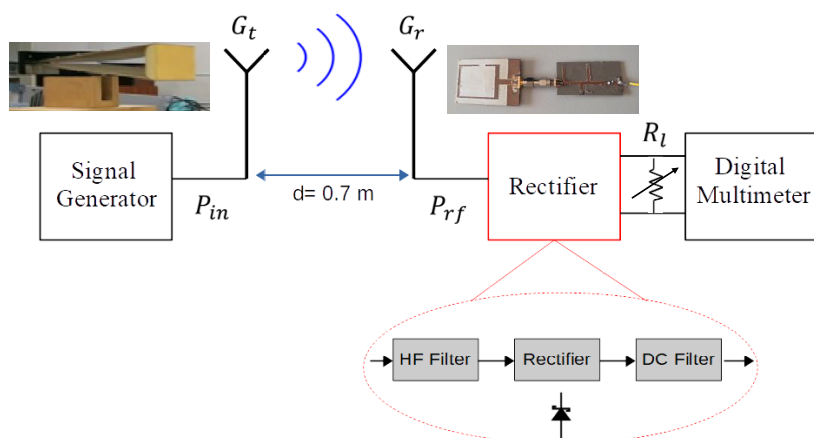 G_t
G_r
Signal
Generator
P_in
d= 0.7 m
P_rf
Rectifier
R_l
Digital
Multimeter
HF Filter
Rectifier
DC Filter